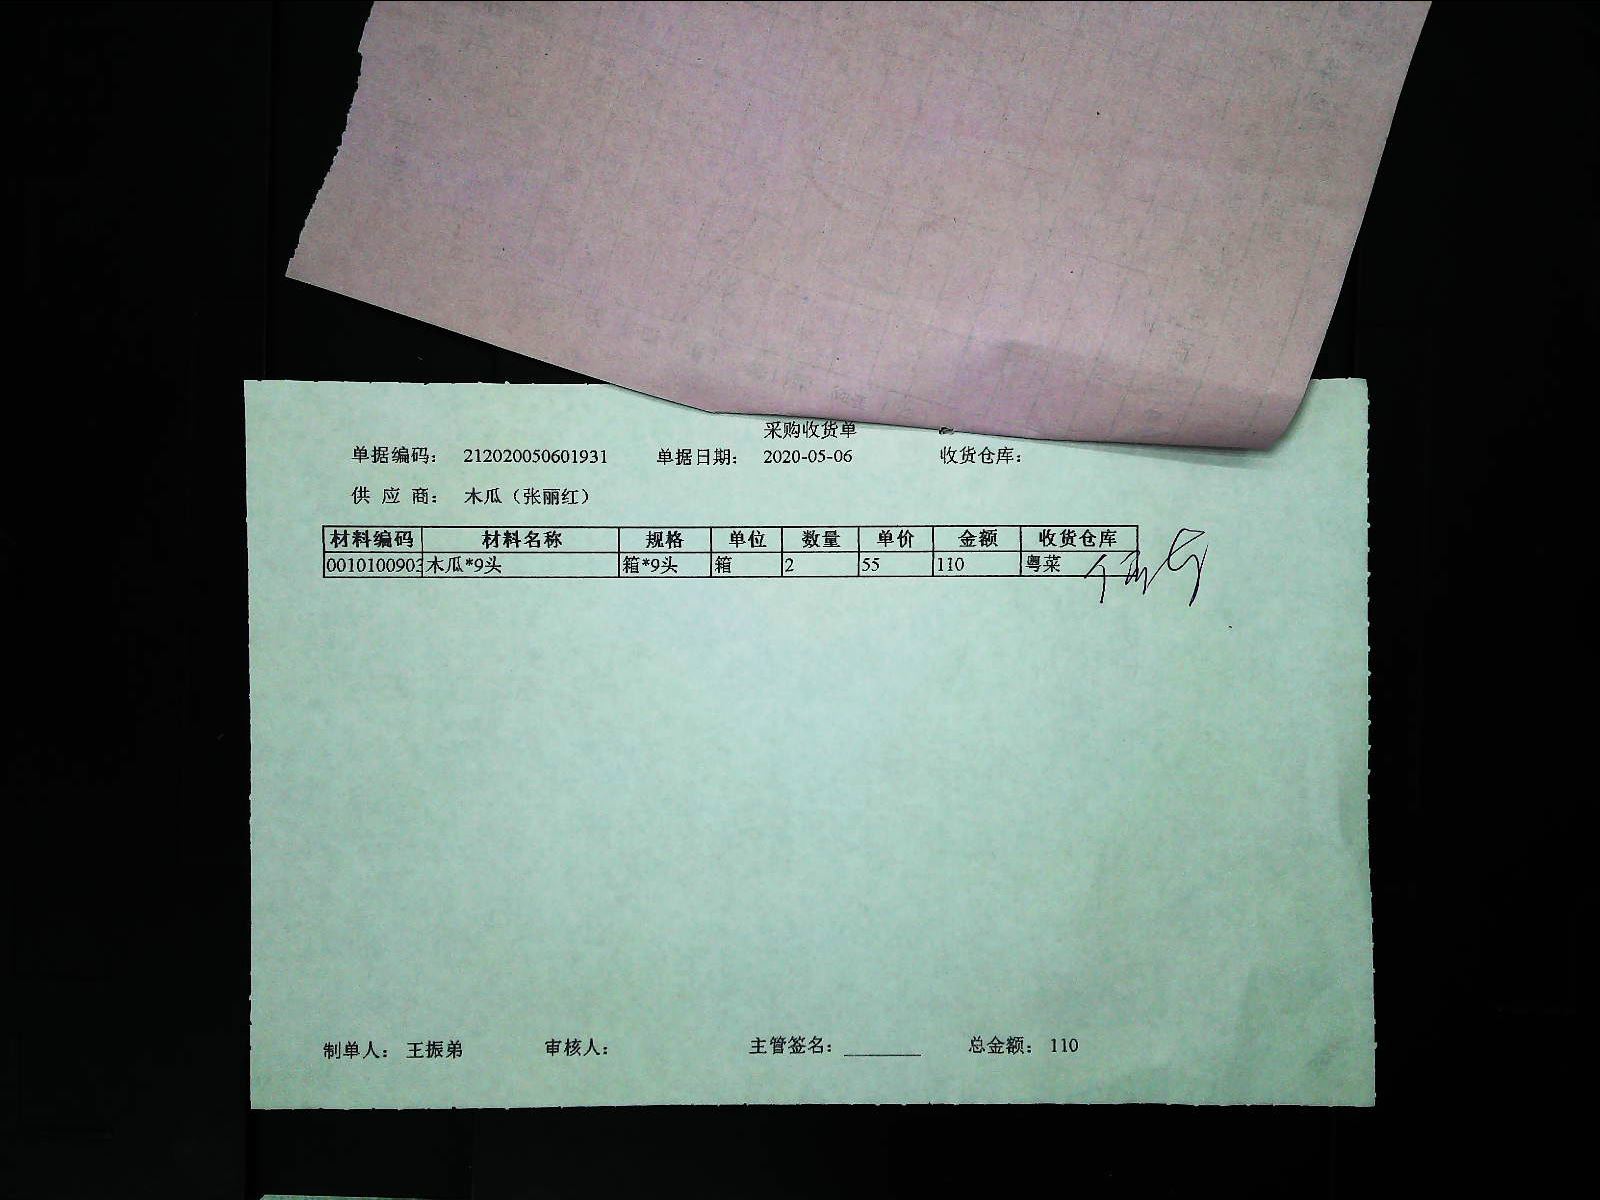 采购收货单
单据编码： 212020050601931 单据日期： 2020-05-06 收货仓库：
供 应 商： 木瓜（张丽红）
材料编码 材料名称 规格 单位 数量 单价 金额 收货仓库
0010100903 木瓜*9头 箱*9头 箱 2 55 110 粤菜
制单人： 王振弟 审核人： 主管签名：________ 总金额： 110